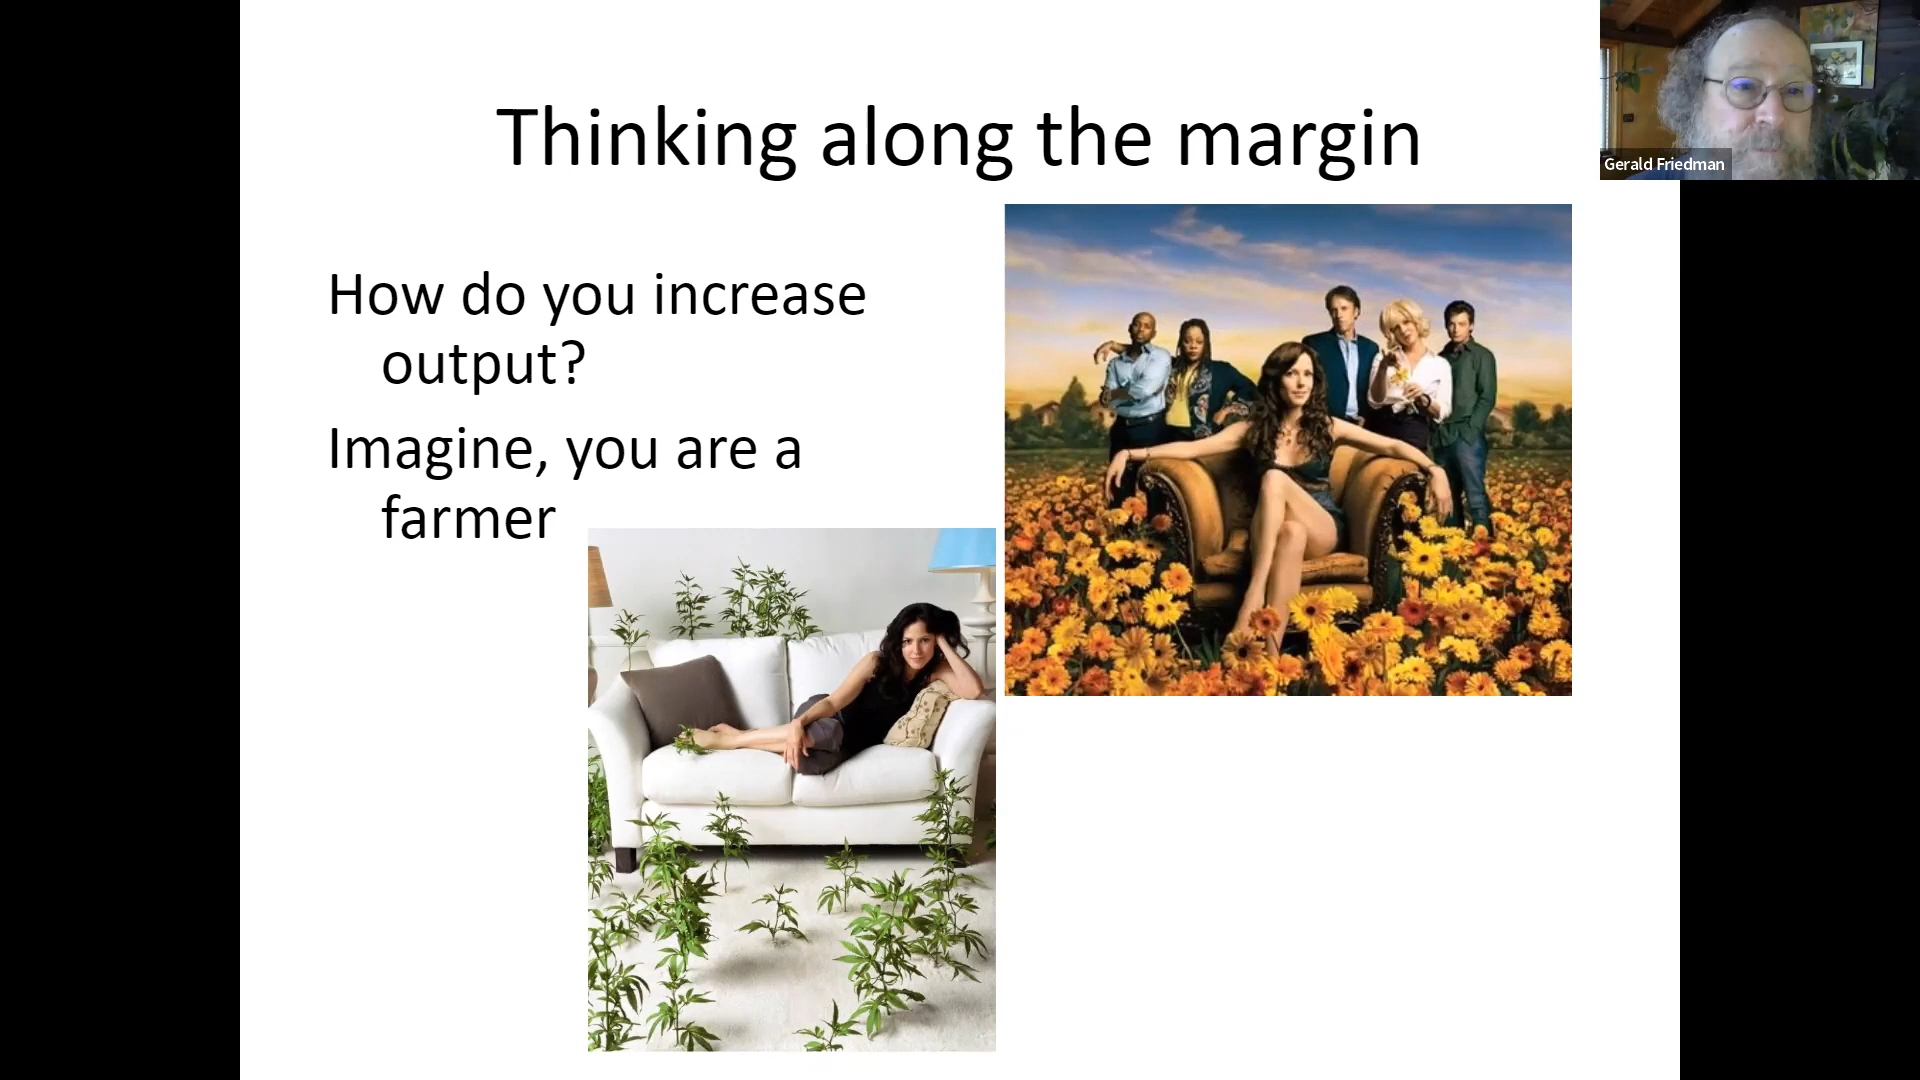 Thinking along the margin
Gerald Friedman
How do you increase
output?
Imagine, you are a
farmer